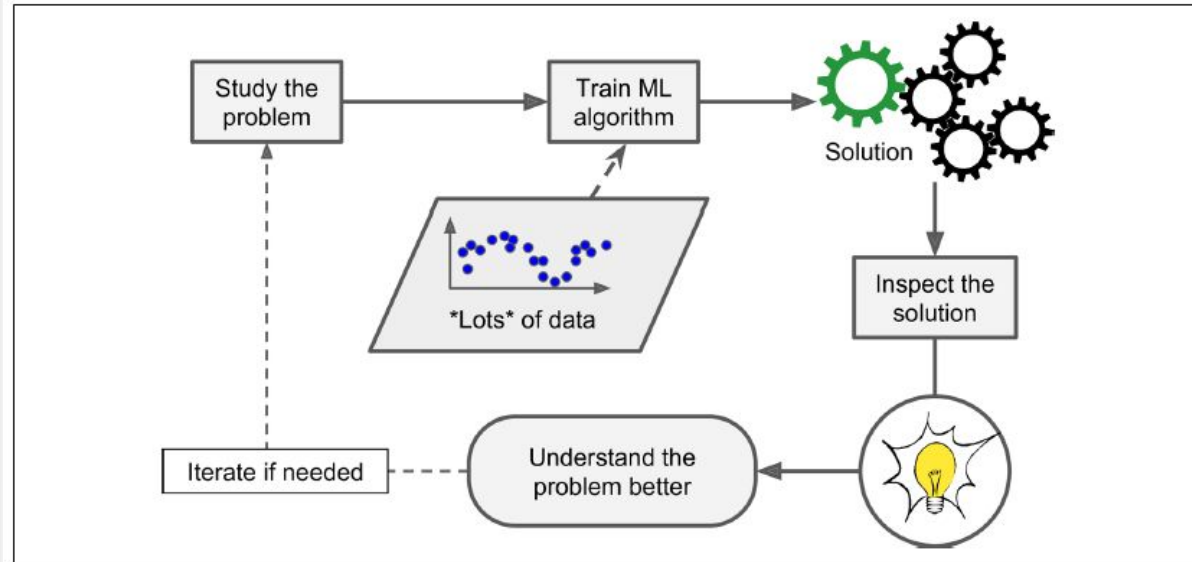 Study the
problem
Train ML
algorithm
Solution
*Lots* of data
Inspect the
solution
Understand the
problem better
Iterate if needed